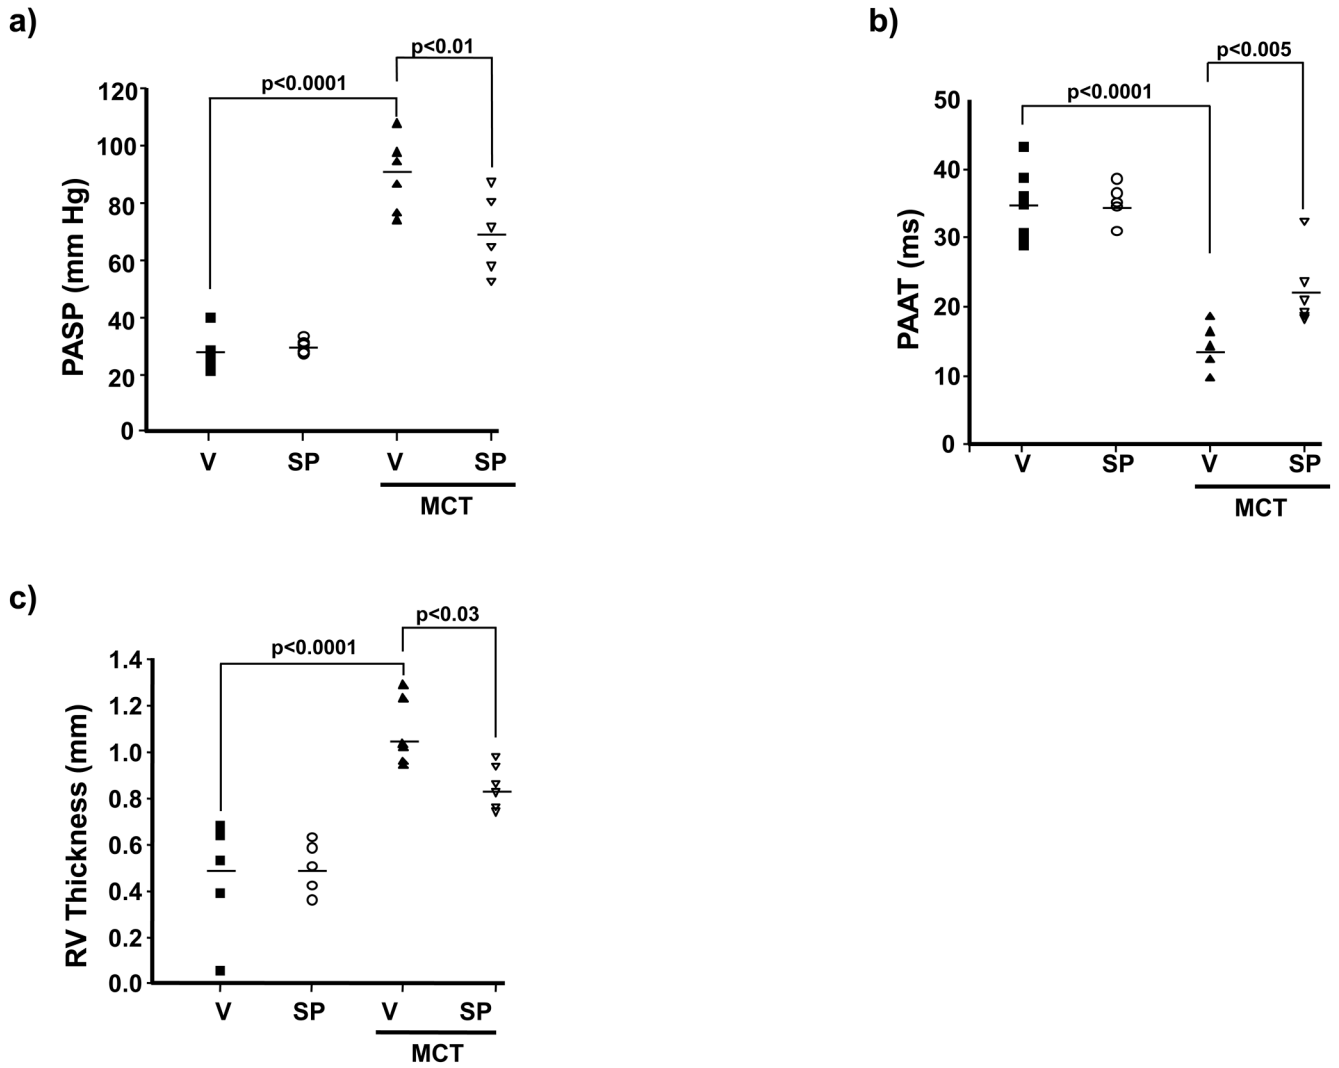 a)
p<0.01
p<0.0001
120
100
80
60
40
20
0
PASP (mm Hg)
V SP V SP
MCT
b)
p<0.005
p<0.0001
50
40
30
20
10
0
PAAT (ms)
V SP V SP
MCT
c)
p<0.03
p<0.0001
1.4
1.2
1.0
0.8
0.6
0.4
0.2
0.0
RV Thickness (mm)
V SP V SP
MCT